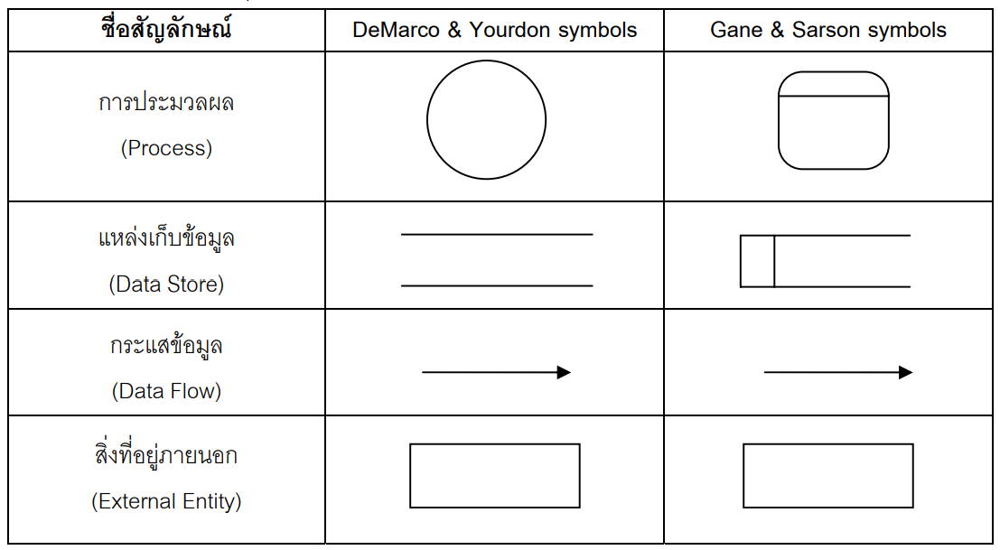 ชื่อสัญลักษณ์ DeMarco & Yourdon symbols Gane & Sarson symbols
การประมวลผล
(Process)
แหล่งเก็บข้อมูล
(Data Store)
กระแสข้อมูล
(Data Flow)
สิ่งที่อยู่ภายนอก
(External Entity)